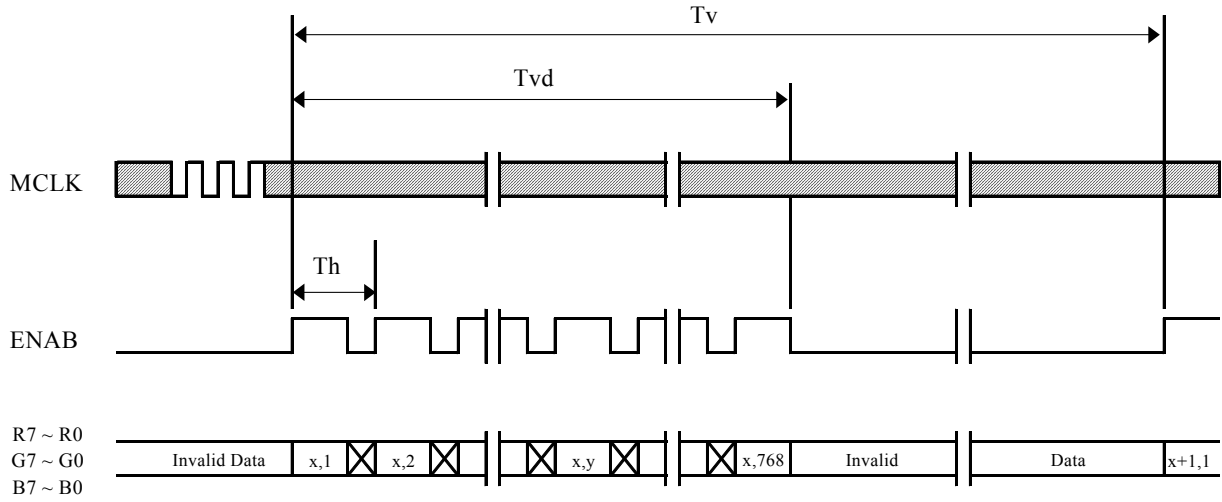 Tv
Tvd
MCLK
Th
ENAB
R7 ~ R0
G7 ~ G0
B7 ~ B0
Invalid Data
x,1
x,2
x,y
x,768
Invalid
Data
x+1,1